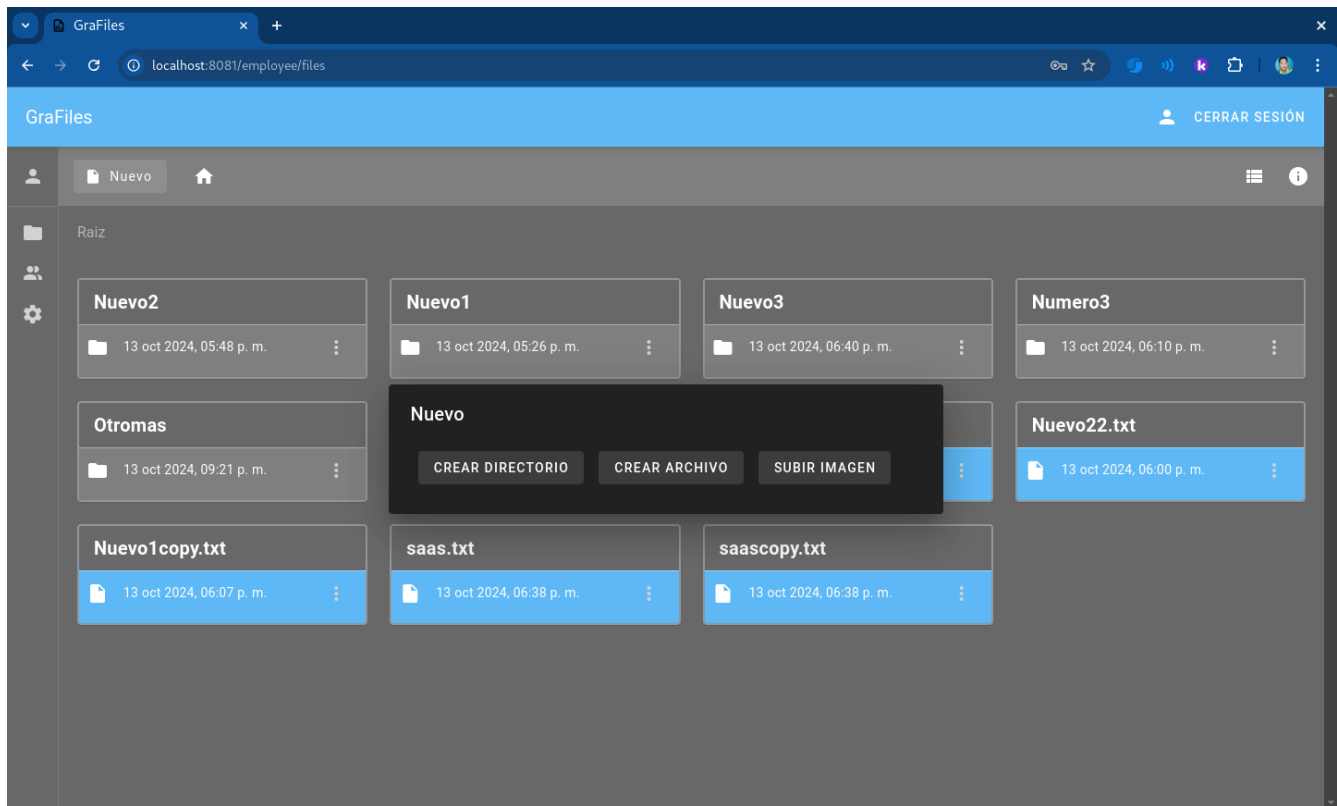 GraFiles
localhost:8081/employee/files
GraFiles
CERRAR SESIÓN
Nuevo
Raiz
Nuevo2
Nuevo1
Nuevo3
Numero3
13 oct 2024, 05:48 p. m.
13 oct 2024, 05:26 p. m.
13 oct 2024, 06:40 p. m.
13 oct 2024, 06:10 p. m.
Nuevo
CREAR DIRECTORIO
CREAR ARCHIVO
SUBIR IMAGEN
Otromas
Nuevo22.txt
13 oct 2024, 09:21 p. m.
13 oct 2024, 06:00 p. m.
Nuevo1copy.txt
saas.txt
saascopy.txt
13 oct 2024, 06:07 p. m.
13 oct 2024, 06:38 p. m.
13 oct 2024, 06:38 p. m.